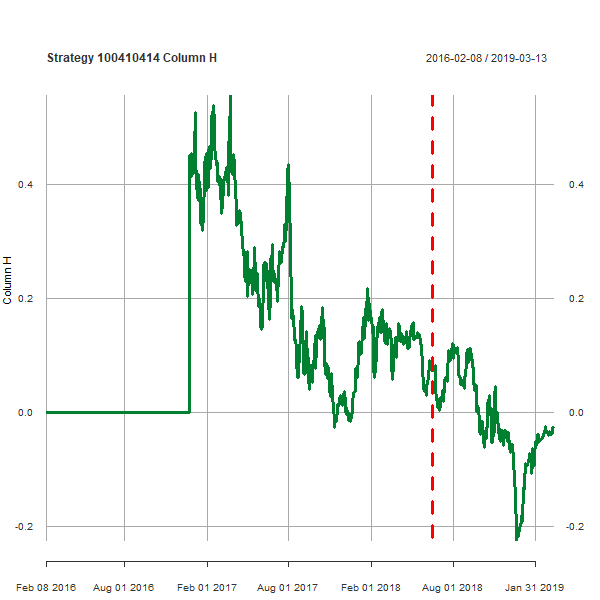 Strategy 100410414 Column H
2016-02-08 / 2019-03-13
Column H
0.4
0.4
0.2
0.2
0.0
0.0
-0.2
-0.2
Feb 08 2016
Aug 01 2016
Feb 01 2017
Aug 01 2017
Feb 01 2018
Aug 01 2018
Jan 31 2019